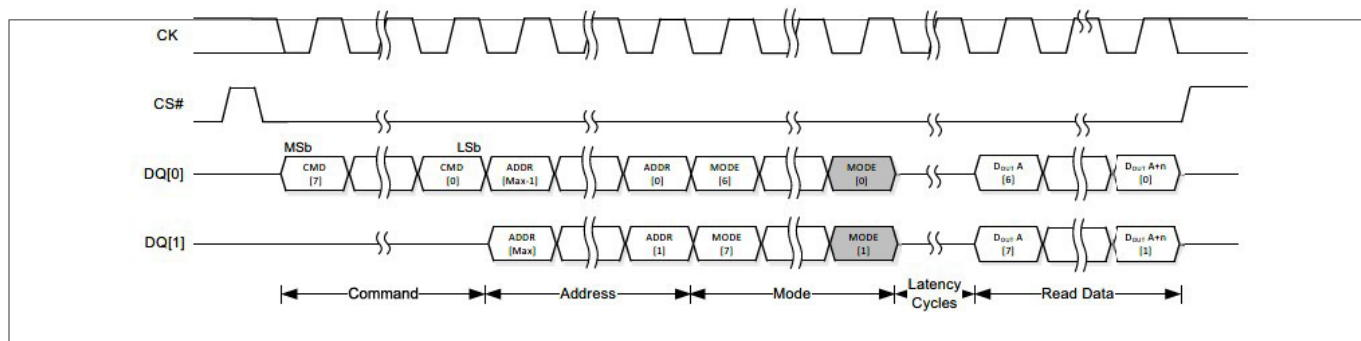 CK
CS#
MSb LSb
DQ[0] CMD [7] CMD [0] ADDR [Max-1] ADDR [0] MODE [6] MODE [0] DOUT A [6] DOUT A+n [0]
DQ[1] ADDR [Max] ADDR [1] MODE [7] MODE [1] DOUT A [7] DOUT A+n [1]
Command Address Mode Latency Cycles Read Data